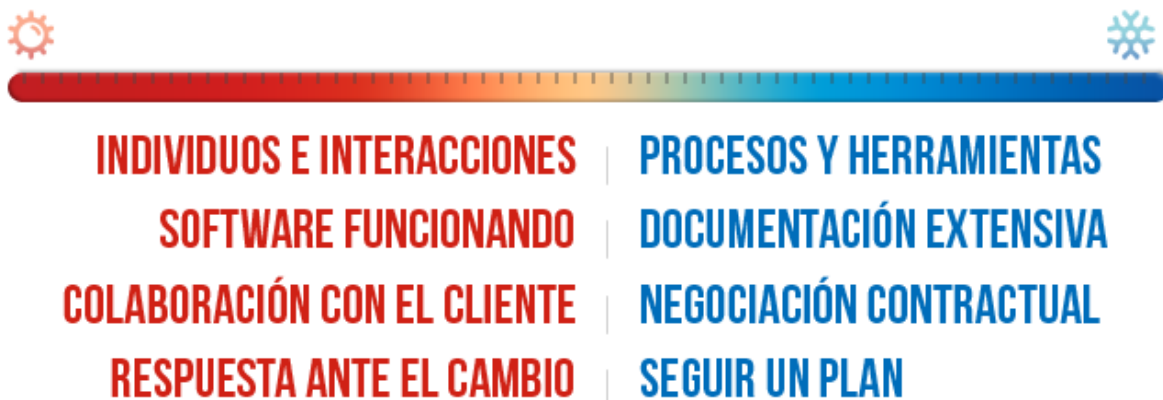 INDIVIDUOS E INTERACCIONES PROCESOS Y HERRAMIENTAS
SOFTWARE FUNCIONANDO DOCUMENTACIÓN EXTENSIVA
COLABORACIÓN CON EL CLIENTE NEGOCIACIÓN CONTRACTUAL
RESPUESTA ANTE EL CAMBIO SEGUIR UN PLAN